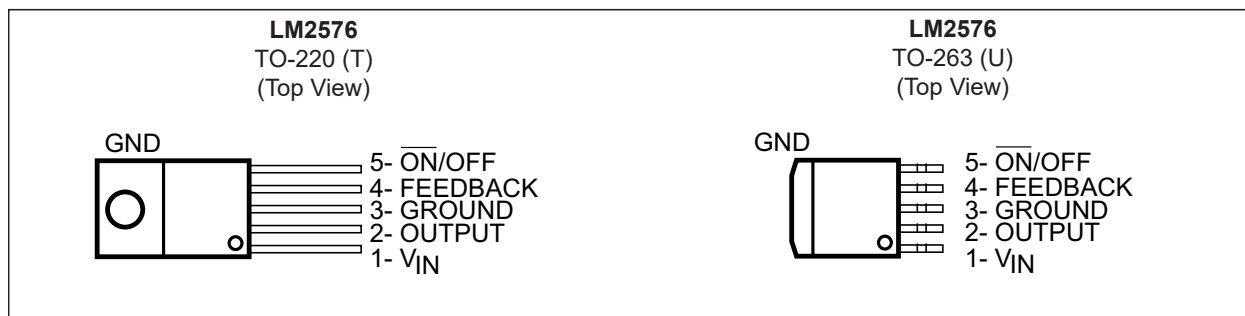 LM2576
TO-220 (T)
(Top View)
GND
5- ON/OFF
4- FEEDBACK
3- GROUND
2- OUTPUT
1- VIN
LM2576
TO-263 (U)
(Top View)
GND
5- ON/OFF
4- FEEDBACK
3- GROUND
2- OUTPUT
1- VIN